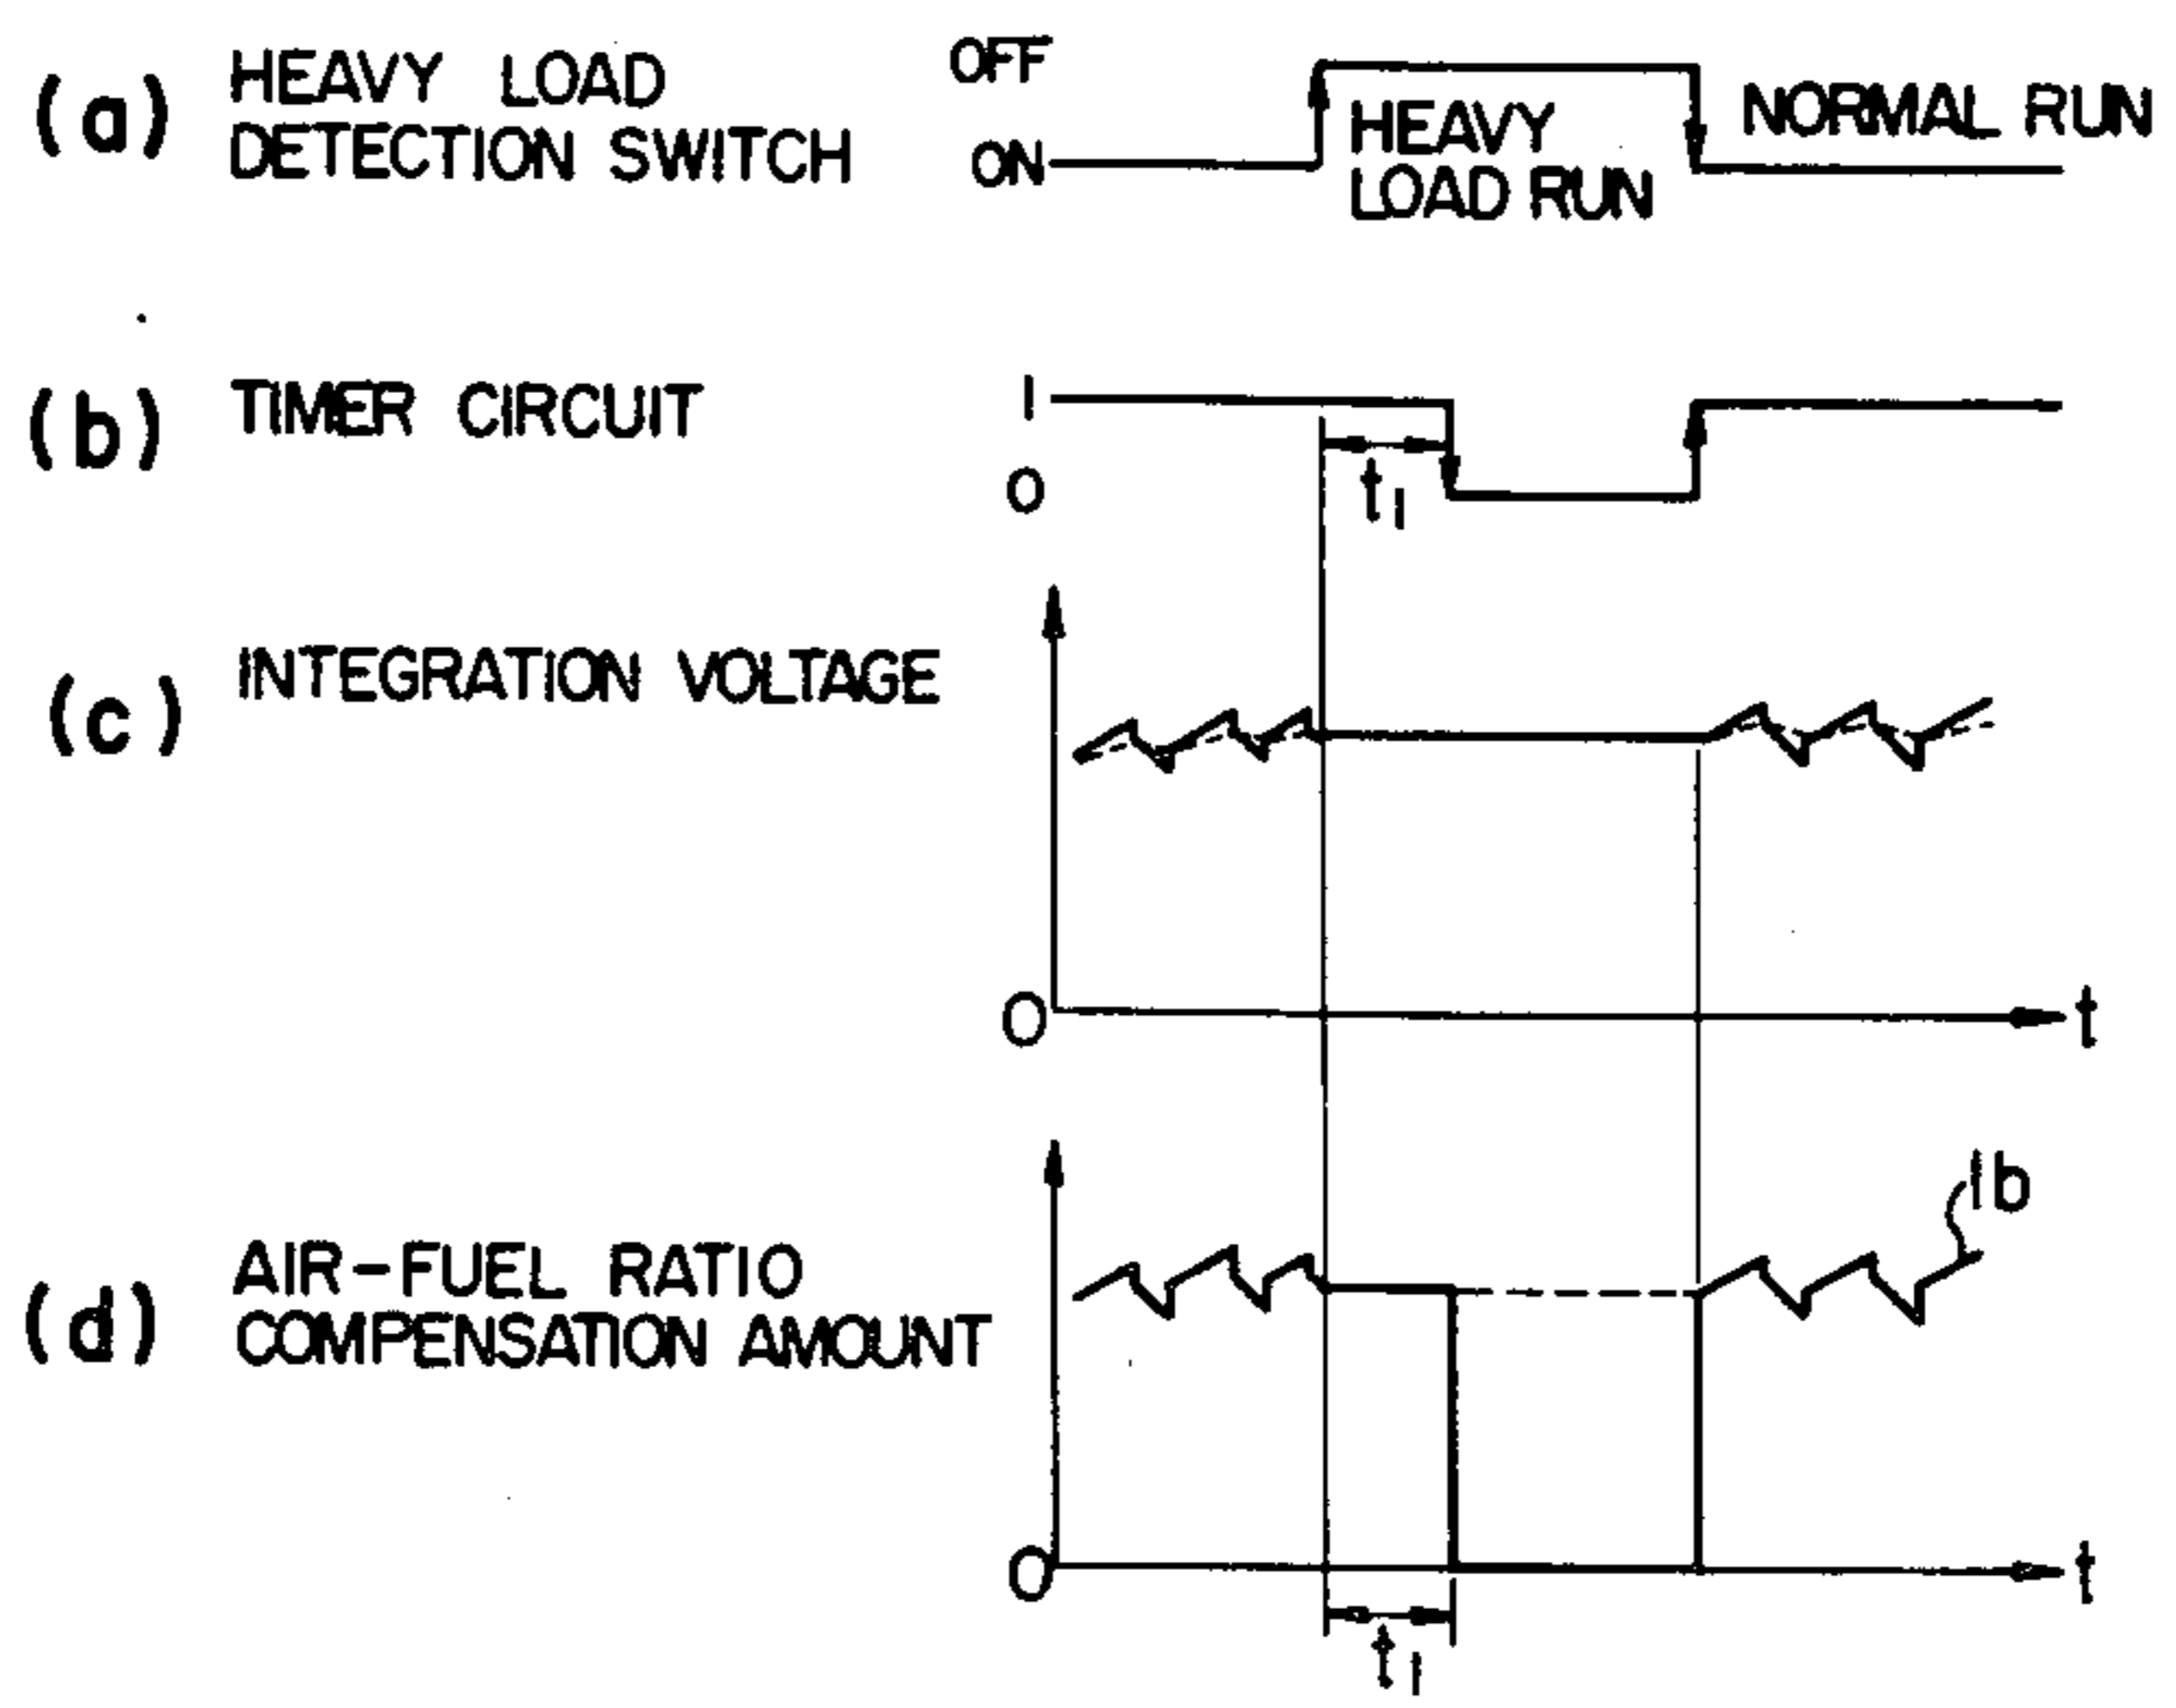 (a) HEAVY LOAD
DETECTION SWITCH
OFF
ON
HEAVY
LOAD RUN
NORMAL RUN
(b) TIMER CIRCUIT
1
0
t1
(c) INTEGRATION VOLTAGE
0
t
(d) AIR-FUEL RATIO
COMPENSATION AMOUNT
1b
0
t
t1